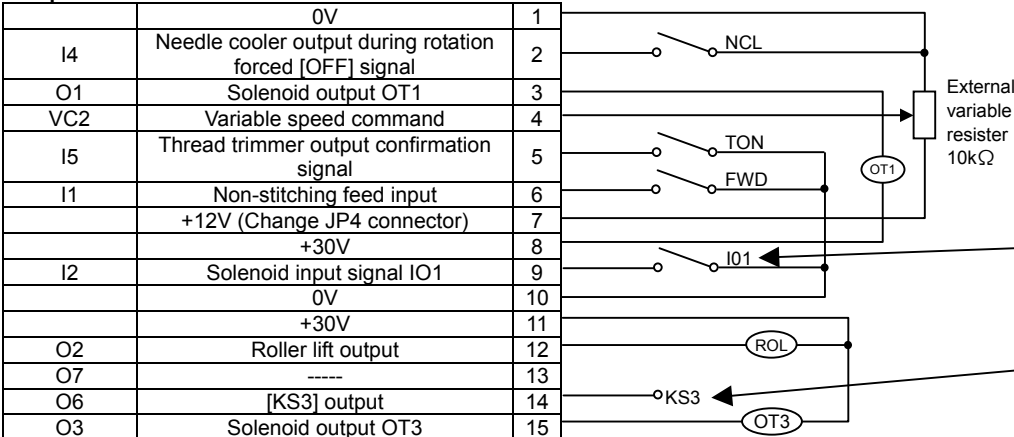 0V 1
I4 Needle cooler output during rotation forced [OFF] signal 2 NCL
O1 Solenoid output OT1 3
VC2 Variable speed command 4
External variable resister 10kΩ
I5 Thread trimmer output confirmation signal 5 TON
OT1
I1 Non-stitching feed input 6 FWD
+12V (Change JP4 connector) 7
+30V 8
I2 Solenoid input signal IO1 9 I01
0V 10
+30V 11
O2 Roller lift output 12 ROL
O7 ----- 13
O6 [KS3] output 14 KS3
O3 Solenoid output OT3 15 OT3